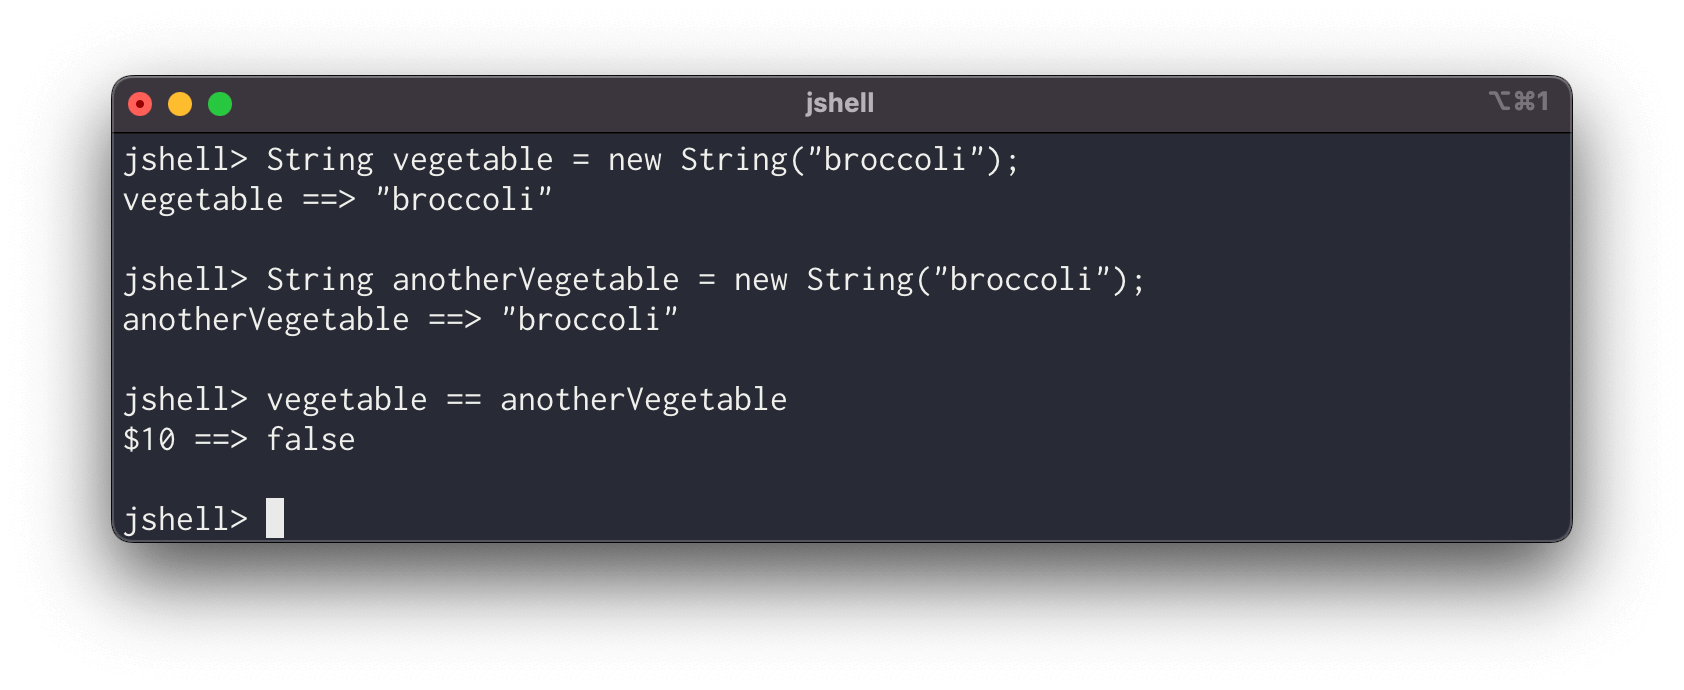 jshell
⌥⌘1
jshell> String vegetable = new String("broccoli");
vegetable ==> "broccoli"
jshell> String anotherVegetable = new String("broccoli");
anotherVegetable ==> "broccoli"
jshell> vegetable == anotherVegetable
$10 ==> false
jshell>